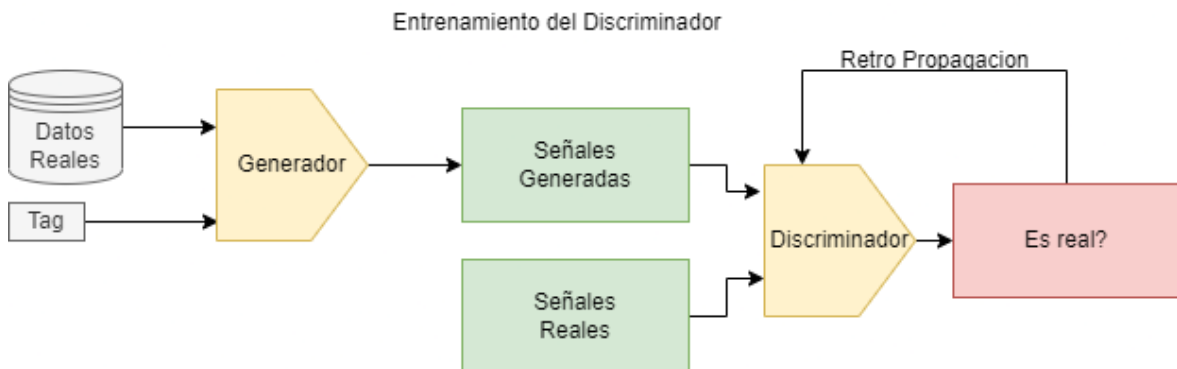 Entrenamiento del Discriminador
Retro Propagacion
Datos
Reales
Tag
Generador
Señales
Generadas
Señales
Reales
Discriminador
Es real?